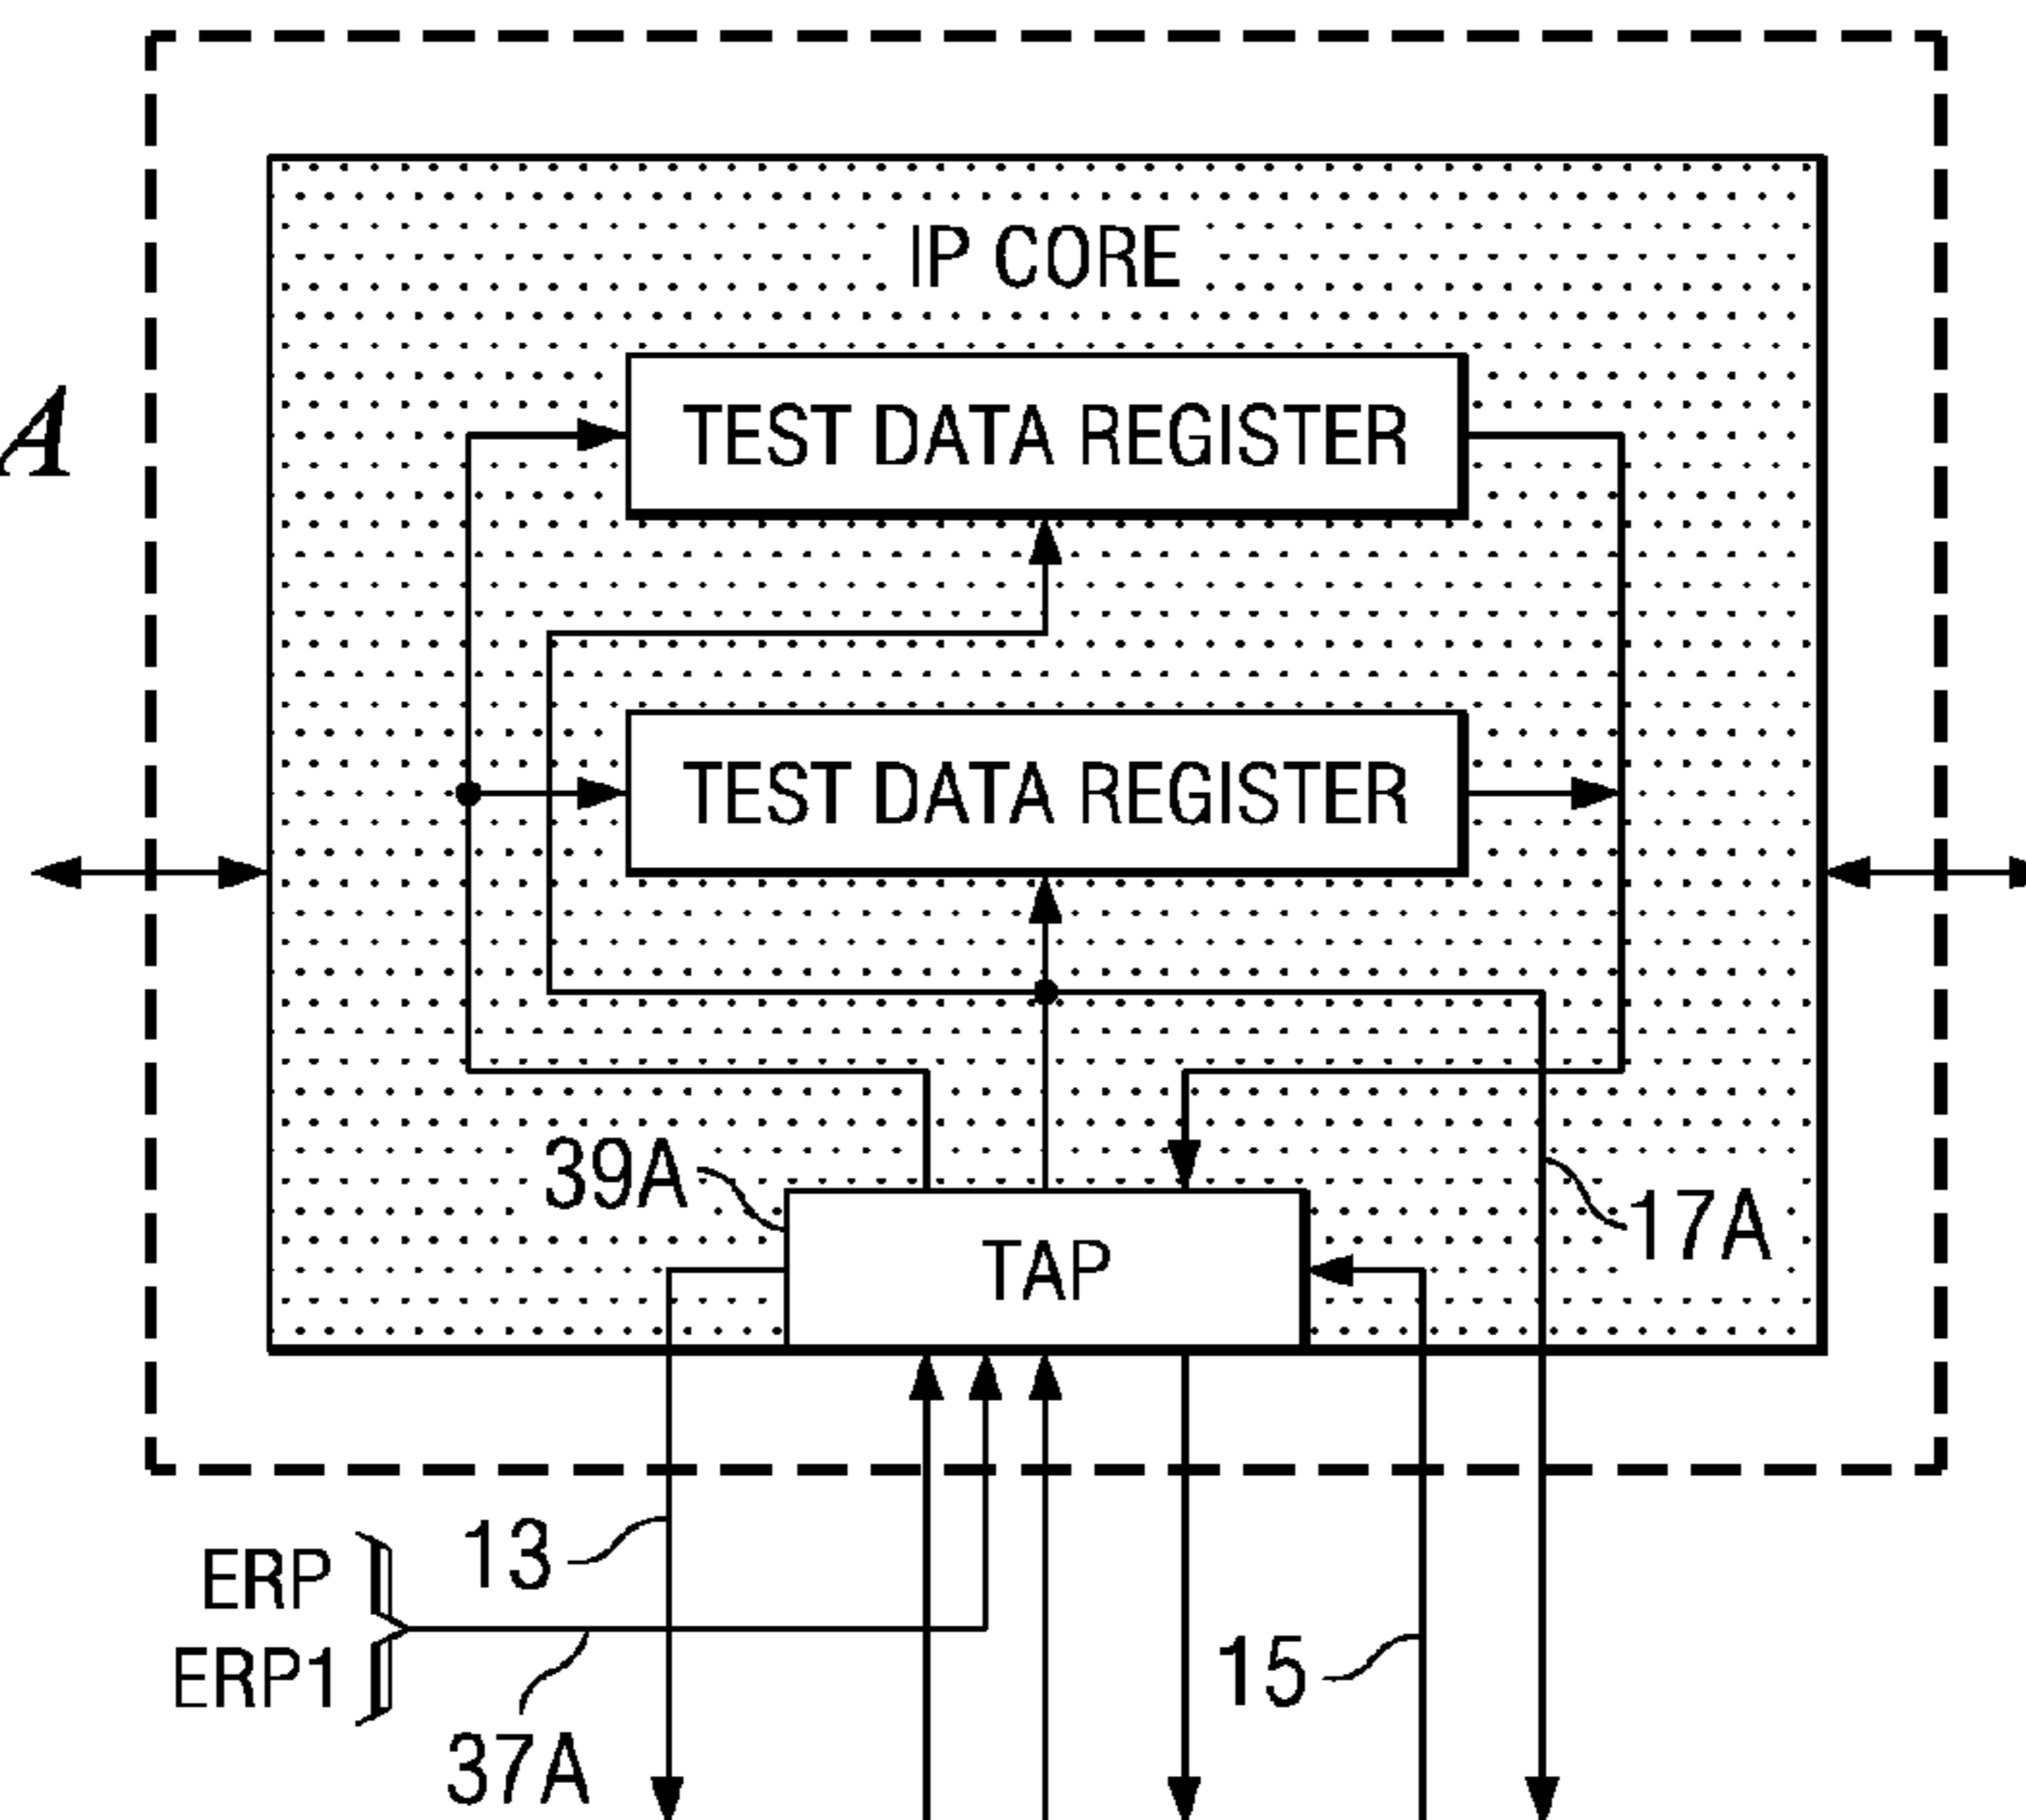 IP CORE
TEST DATA REGISTER
A
TEST DATA REGISTER
39A
17A
TAP
13
ERP
ERP1
15
37A